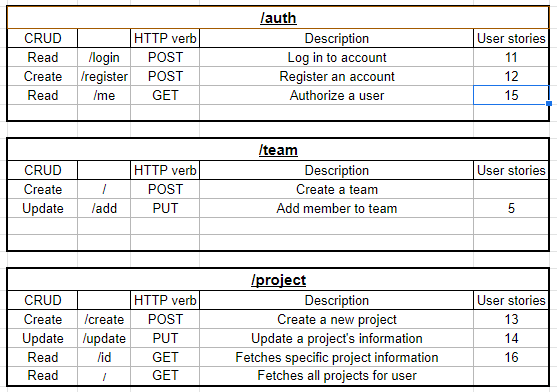 /auth
CRUD HTTP verb Description User stories
Read /login POST Log in to account 11
Create /register POST Register an account 12
Read /me GET Authorize a user 15
/team
CRUD HTTP verb Description User stories
Create / POST Create a team
Update /add PUT Add member to team 5
/project
CRUD HTTP verb Description User stories
Create /create POST Create a new project 13
Update /update PUT Update a project's information 14
Read /id GET Fetches specific project information 16
Read / GET Fetches all projects for user